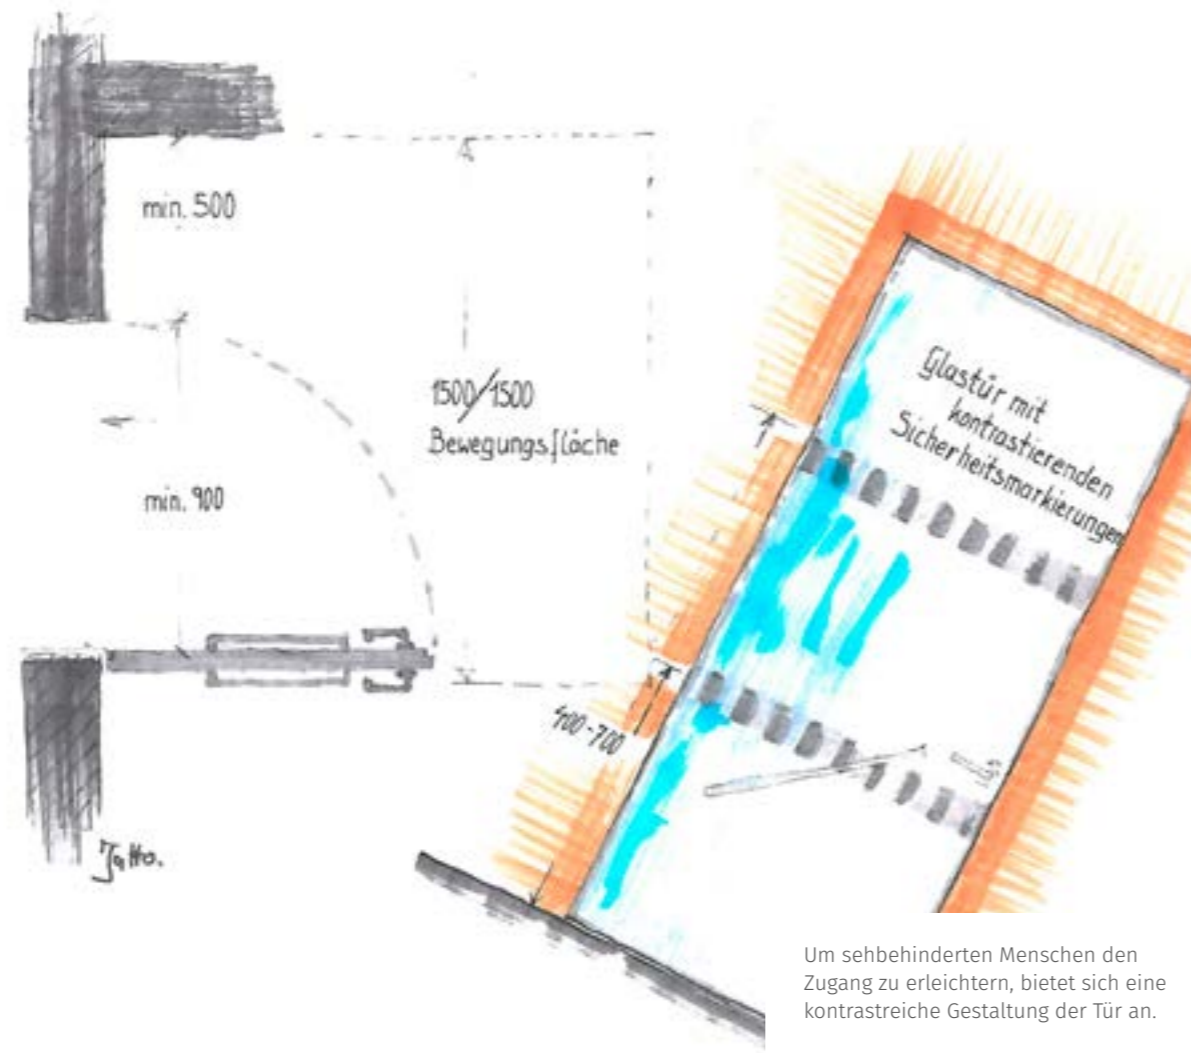 min. 500
1500/1500
Bewegungsfläche
min. 900
Glastür mit
kontrastierenden
Sicherheitsmarkierungen
400-700
Um sehbehinderten Menschen den
Zugang zu erleichtern, bietet sich eine
kontrastreiche Gestaltung der Tür an.